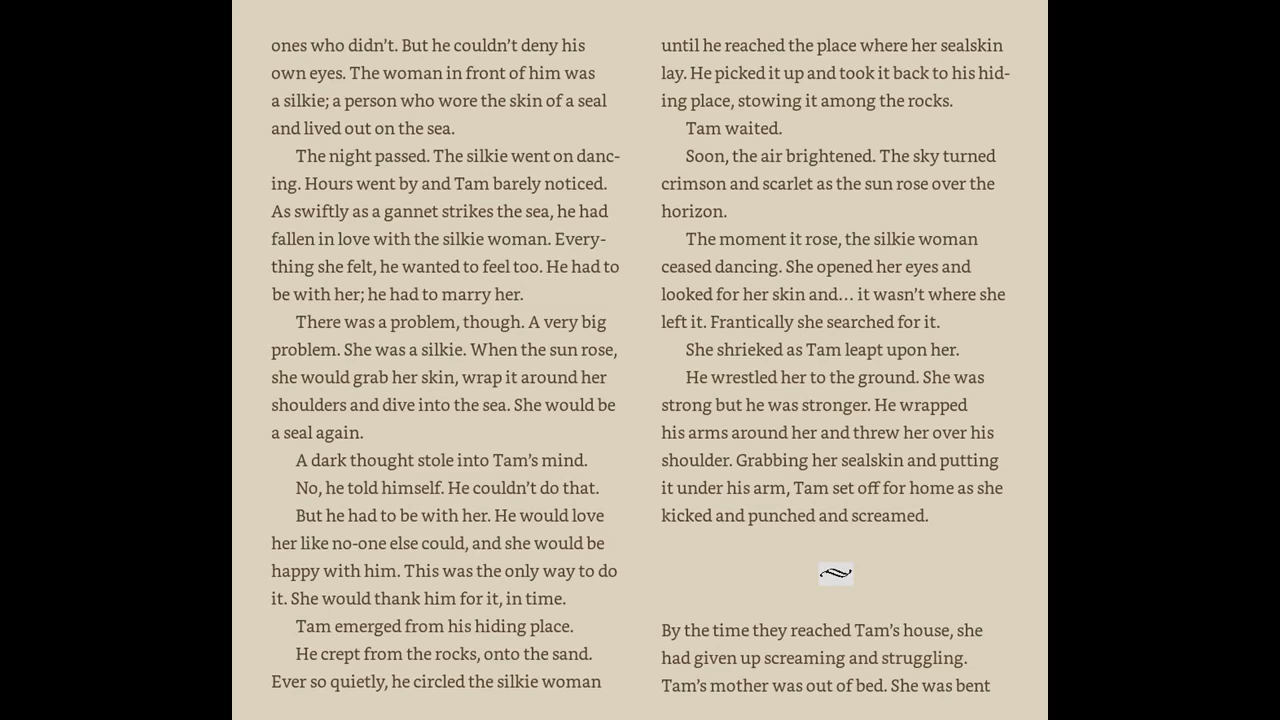 ones who didn’t. But he couldn’t deny his
own eyes. The woman in front of him was
a silkie; a person who wore the skin of a seal
and lived out on the sea.
The night passed. The silkie went on danc-
ing. Hours went by and Tam barely noticed.
As swiftly as a gannet strikes the sea, he had
fallen in love with the silkie woman. Every-
thing she felt, he wanted to feel too. He had to
be with her; he had to marry her.
There was a problem, though. A very big
problem. She was a silkie. When the sun rose,
she would grab her skin, wrap it around her
shoulders and dive into the sea. She would be
a seal again.
A dark thought stole into Tam’s mind.
No, he told himself. He couldn’t do that.
But he had to be with her. He would love
her like no-one else could, and she would be
happy with him. This was the only way to do
it. She would thank him for it, in time.
Tam emerged from his hiding place.
He crept from the rocks, onto the sand.
Ever so quietly, he circled the silkie woman
until he reached the place where her sealskin
lay. He picked it up and took it back to his hid-
ing place, stowing it among the rocks.
Tam waited.
Soon, the air brightened. The sky turned
crimson and scarlet as the sun rose over the
horizon.
The moment it rose, the silkie woman
ceased dancing. She opened her eyes and
looked for her skin and… it wasn’t where she
left it. Frantically she searched for it.
She shrieked as Tam leapt upon her.
He wrestled her to the ground. She was
strong but he was stronger. He wrapped
his arms around her and threw her over his
shoulder. Grabbing her sealskin and putting
it under his arm, Tam set off for home as she
kicked and punched and screamed.
By the time they reached Tam’s house, she
had given up screaming and struggling.
Tam’s mother was out of bed. She was bent